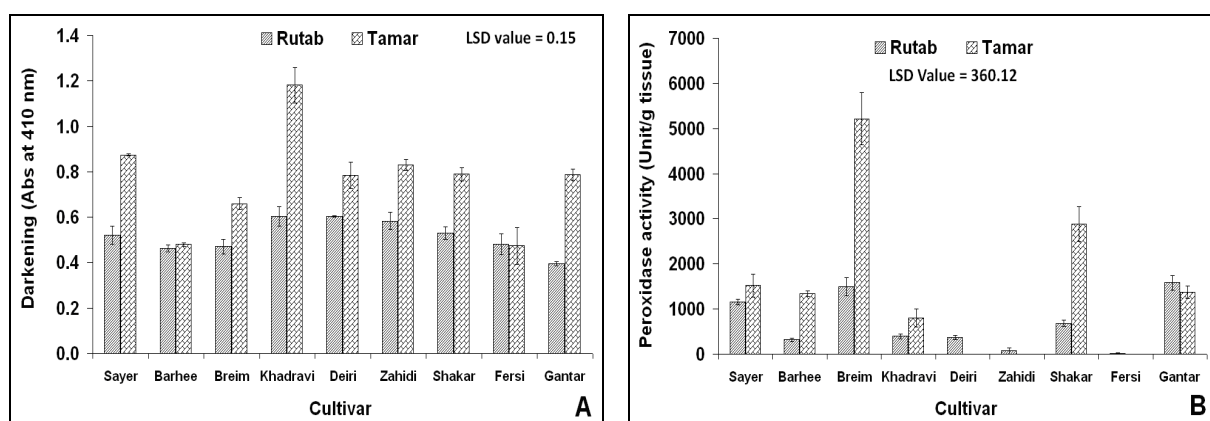 Darkening (Abs at 410 nm)
1.4
1.2
1.0
0.8
0.6
0.4
0.2
0.0
Rutab Tamar LSD value = 0.15
Sayer Barhee Breim Khadravi Deiri Zahidi Shakar Fersi Gantar
Cultivar
A
Peroxidase activity (Unit/g tissue)
7000
6000
5000
4000
3000
2000
1000
0
Rutab Tamar
LSD Value = 360.12
Sayer Barhee Breim Khadravi Deiri Zahidi Shakar Fersi Gantar
Cultivar
B